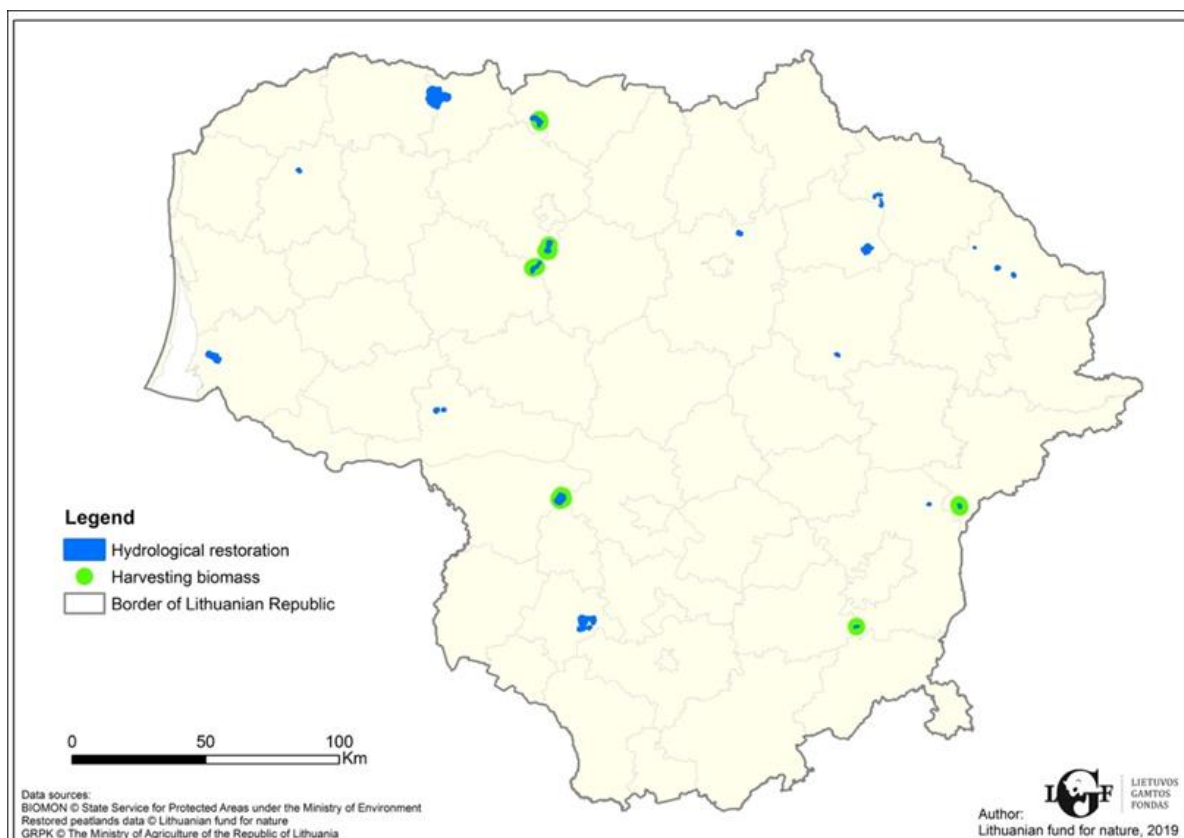 Legend
Hydrological restoration
Harvesting biomass
Border of Lithuanian Republic
0 50 100
Km
Data sources:
BIOMON © State Service for Protected Areas under the Ministry of Environment
Restored peatlands data © Lithuanian fund for nature
GRPK © The Ministry of Agriculture of the Republic of Lithuania
LGF
LIETUVOS
GAMTOS
FONDAS
Author:
Lithuanian fund for nature, 2019